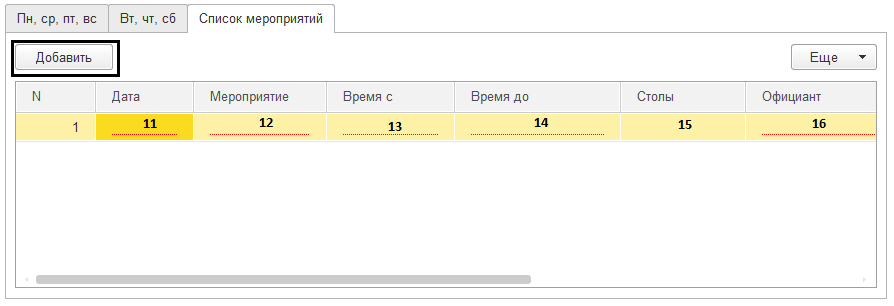 Пн, ср, пт, вс Вт, чт, сб Список мероприятий
Добавить Еще
N Дата Мероприятие Время с Время до Столы Официант
1 11 12 13 14 15 16